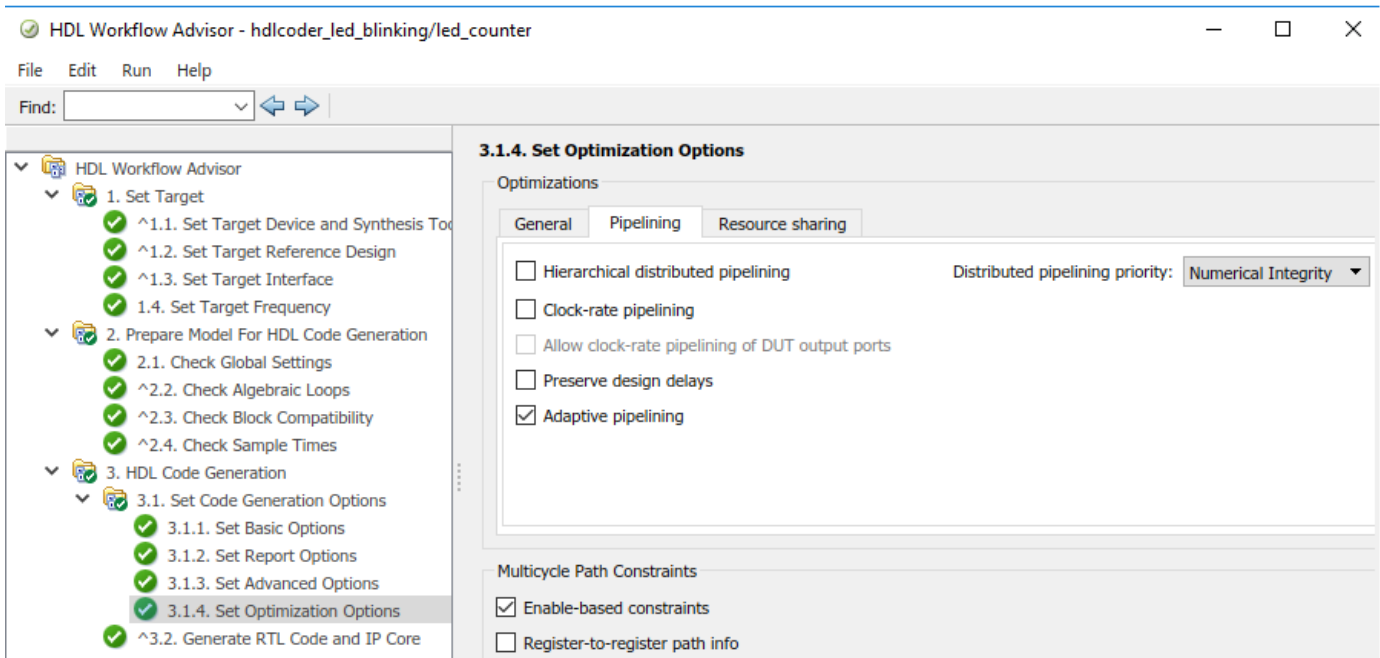 HDL Workflow Advisor - hdlcoder_led_blinking/led_counter
File Edit Run Help
Find:
HDL Workflow Advisor
1. Set Target
^1.1. Set Target Device and Synthesis Too
^1.2. Set Target Reference Design
^1.3. Set Target Interface
1.4. Set Target Frequency
2. Prepare Model For HDL Code Generation
2.1. Check Global Settings
^2.2. Check Algebraic Loops
^2.3. Check Block Compatibility
^2.4. Check Sample Times
3. HDL Code Generation
3.1. Set Code Generation Options
3.1.1. Set Basic Options
3.1.2. Set Report Options
3.1.3. Set Advanced Options
3.1.4. Set Optimization Options
^3.2. Generate RTL Code and IP Core
3.1.4. Set Optimization Options
Optimizations
General Pipelining Resource sharing
Hierarchical distributed pipelining Distributed pipelining priority: Numerical Integrity
Clock-rate pipelining
Allow clock-rate pipelining of DUT output ports
Preserve design delays
Adaptive pipelining
Multicycle Path Constraints
Enable-based constraints
Register-to-register path info